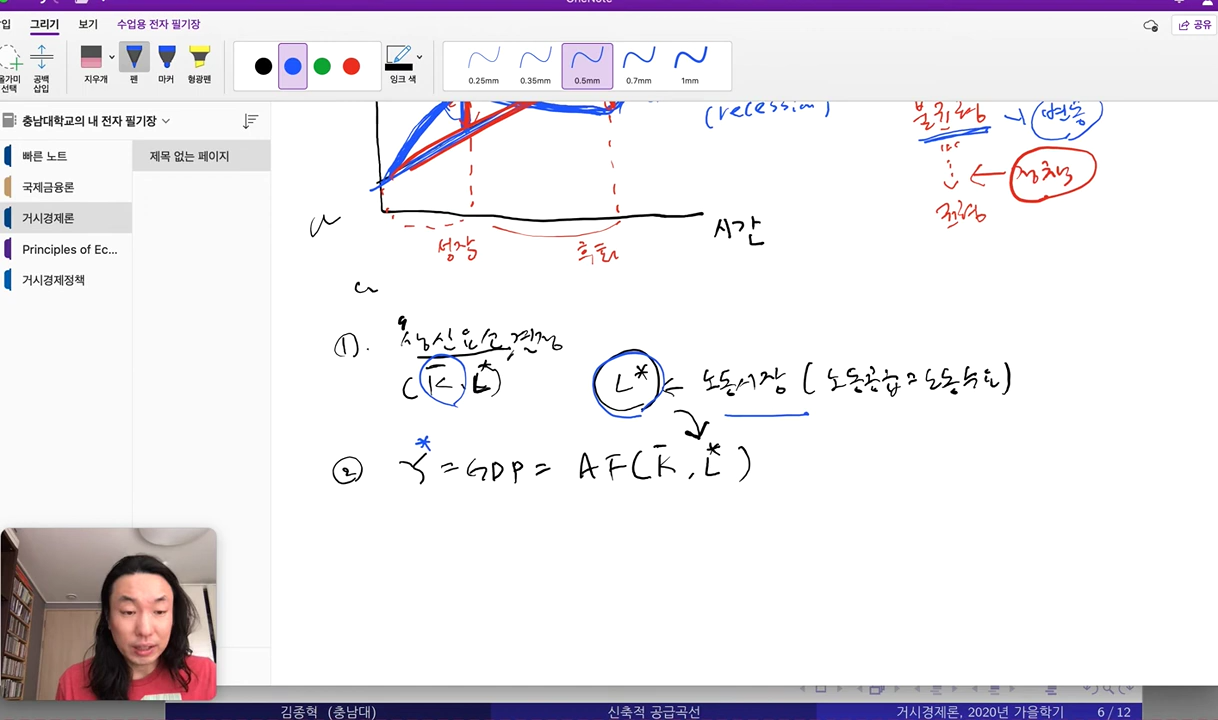 OneNote
입 그리기 보기 수업용 전자 필기장 공유
올가미 선택 공백 삽입 지우개 펜 마커 형광펜 잉크 색 0.25mm 0.35mm 0.5mm 0.7mm 1mm
충남대학교의 내 전자 필기장
빠른 노트 제목 없는 페이지
국제금융론
거시경제론
Principles of Ec...
거시경제정책
(recession)
불균형
변동
정책
균형
시간
성장
후퇴
①. 생산요소 결정
(K̄, L*)
L* ← 노동시장 (노동공급=노동수요)
② Y* = GDP = AF(K̄, L*)
김종혁 (충남대) 신축적 공급곡선 거시경제론, 2020년 가을학기 6 / 12